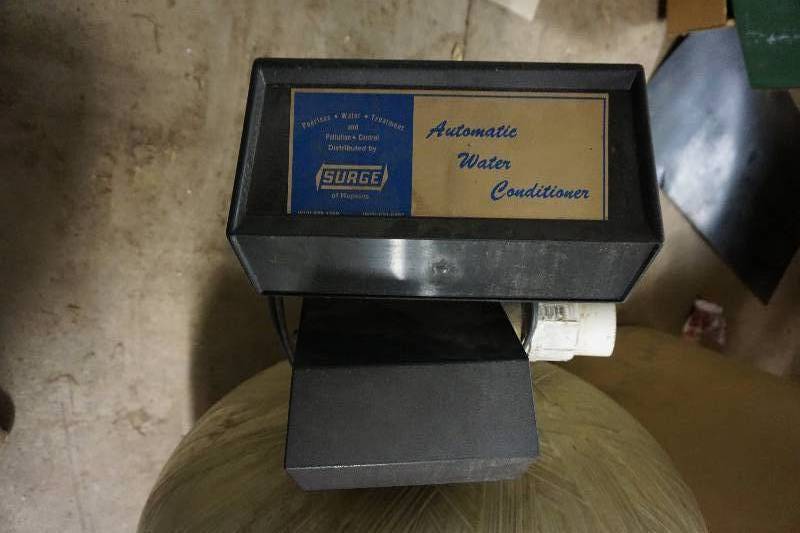 Peerless • Water • Treatment
and
Pollution • Control
Distributed by
SURGE
of Hopkins
Automatic
Water
Conditioner